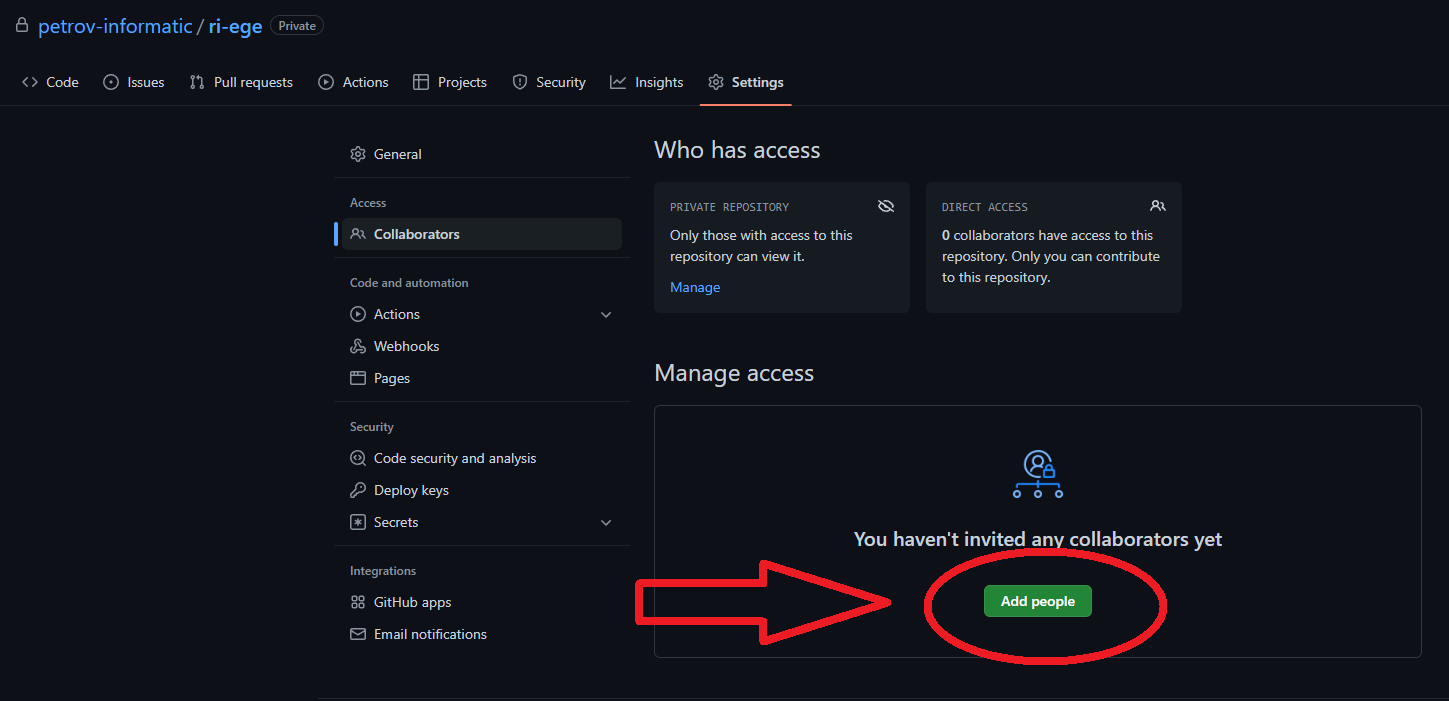 petrov-informatic / ri-ege Private
Code Issues Pull requests Actions Projects Security Insights Settings
General
Access
Collaborators
Code and automation
Actions
Webhooks
Pages
Security
Code security and analysis
Deploy keys
Secrets
Integrations
GitHub apps
Email notifications
Who has access
PRIVATE REPOSITORY
Only those with access to this
repository can view it.
Manage
DIRECT ACCESS
0 collaborators have access to this
repository. Only you can contribute
to this repository.
Manage access
You haven't invited any collaborators yet
Add people